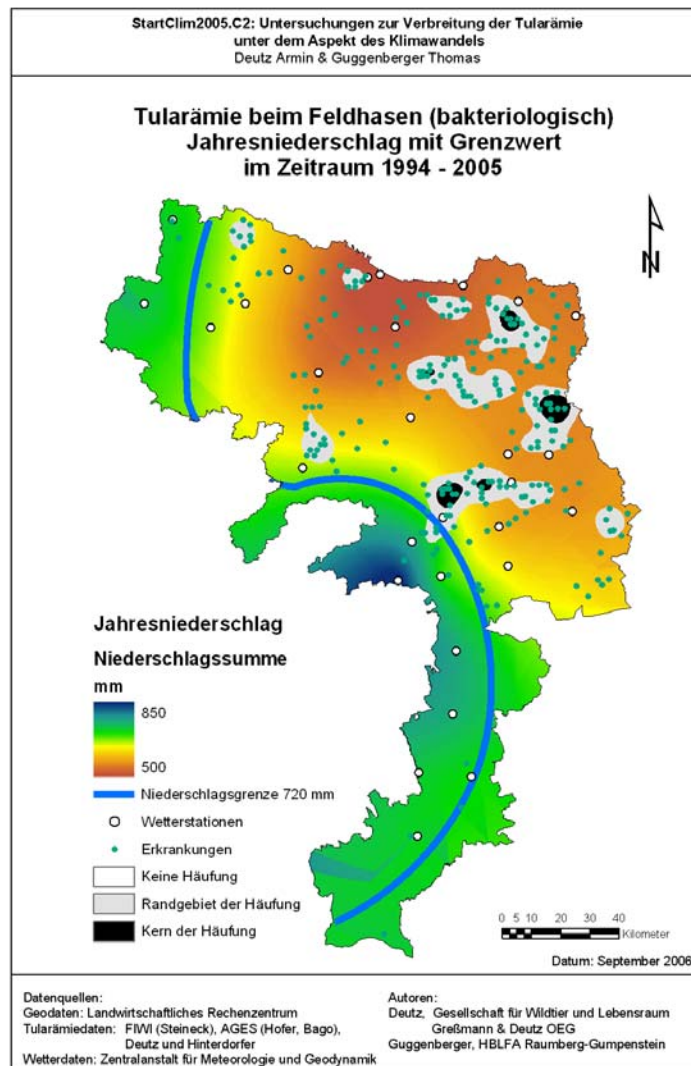 StartClim2005.C2: Untersuchungen zur Verbreitung der Tularämie
unter dem Aspekt des Klimawandels
Deutz Armin & Guggenberger Thomas
Tularämie beim Feldhasen (bakteriologisch)
Jahresniederschlag mit Grenzwert
im Zeitraum 1994 - 2005
N
Jahresniederschlag
Niederschlagssumme
mm
850
500
Niederschlagsgrenze 720 mm
Wetterstationen
Erkrankungen
Keine Häufung
Randgebiet der Häufung
Kern der Häufung
0 5 10 20 30 40
Kilometer
Datum: September 2006
Datenquellen:
Geodaten: Landwirtschaftliches Rechenzentrum
Tularämiedaten: FIWI (Steineck), AGES (Hofer, Bago),
Deutz und Hinterdorfer
Wetterdaten: Zentralanstalt für Meteorologie und Geodynamik
Autoren:
Deutz, Gesellschaft für Wildtier und Lebensraum
Greßmann & Deutz OEG
Guggenberger, HBLFA Raumberg-Gumpenstein